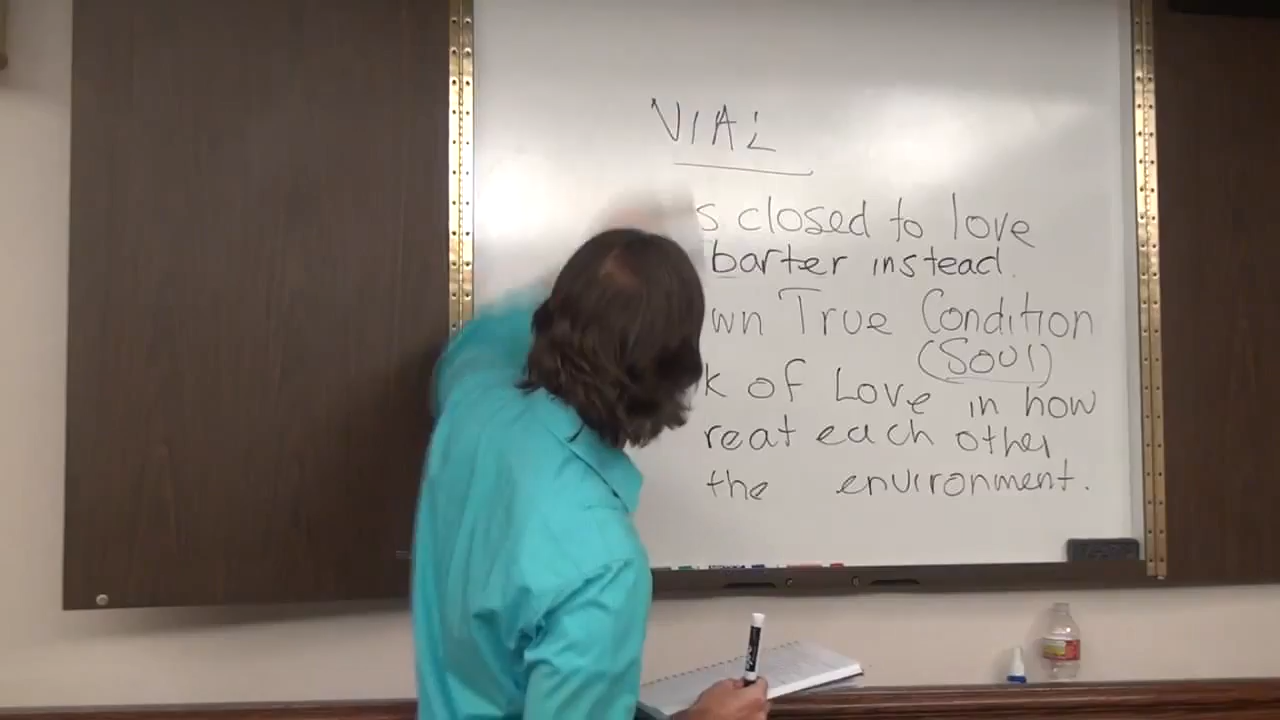 VIAL
s closed to love
barter instead.
wn True Condition
(Soul)
k of Love in how
reat each other
the environment.